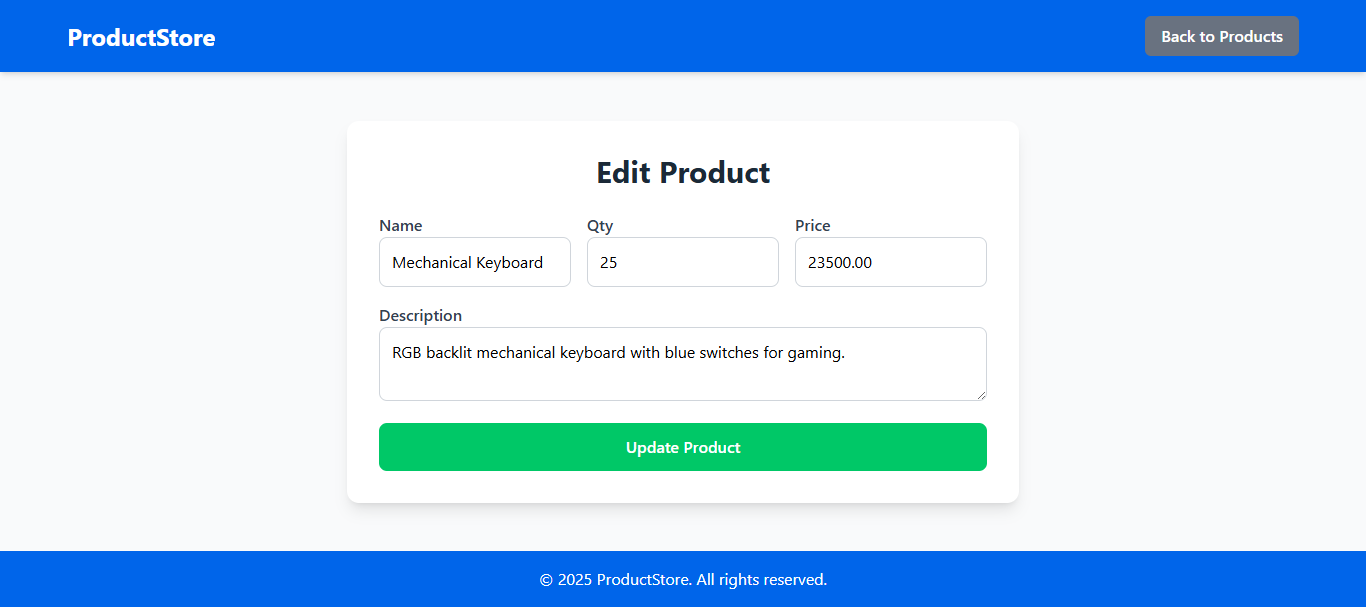 ProductStore
Back to Products
Edit Product
Name
Qty
Price
Mechanical Keyboard
25
23500.00
Description
RGB backlit mechanical keyboard with blue switches for gaming.
Update Product
© 2025 ProductStore. All rights reserved.